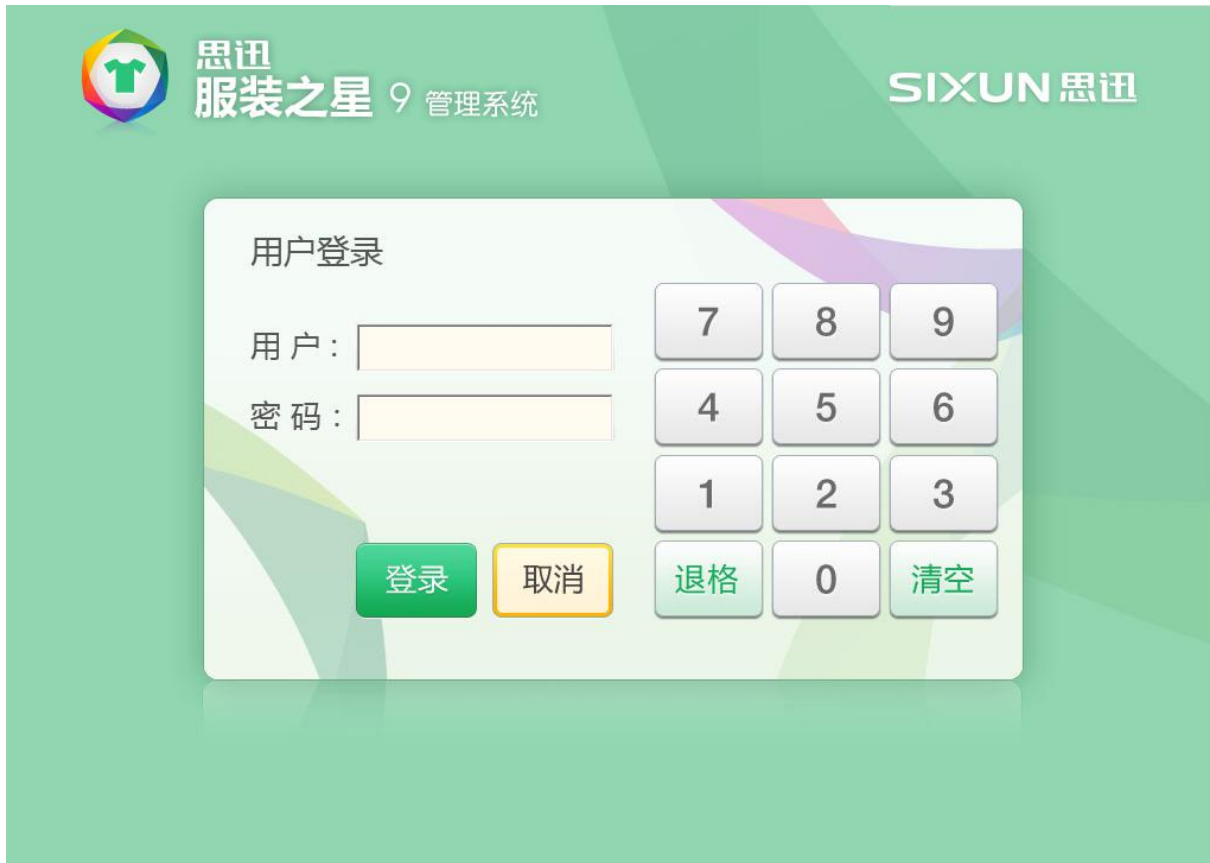 思迅
服装之星 9 管理系统
SIXUN思迅
用户登录
用户：
密码：
7 8 9
4 5 6
1 2 3
登录 取消 退格 0 清空